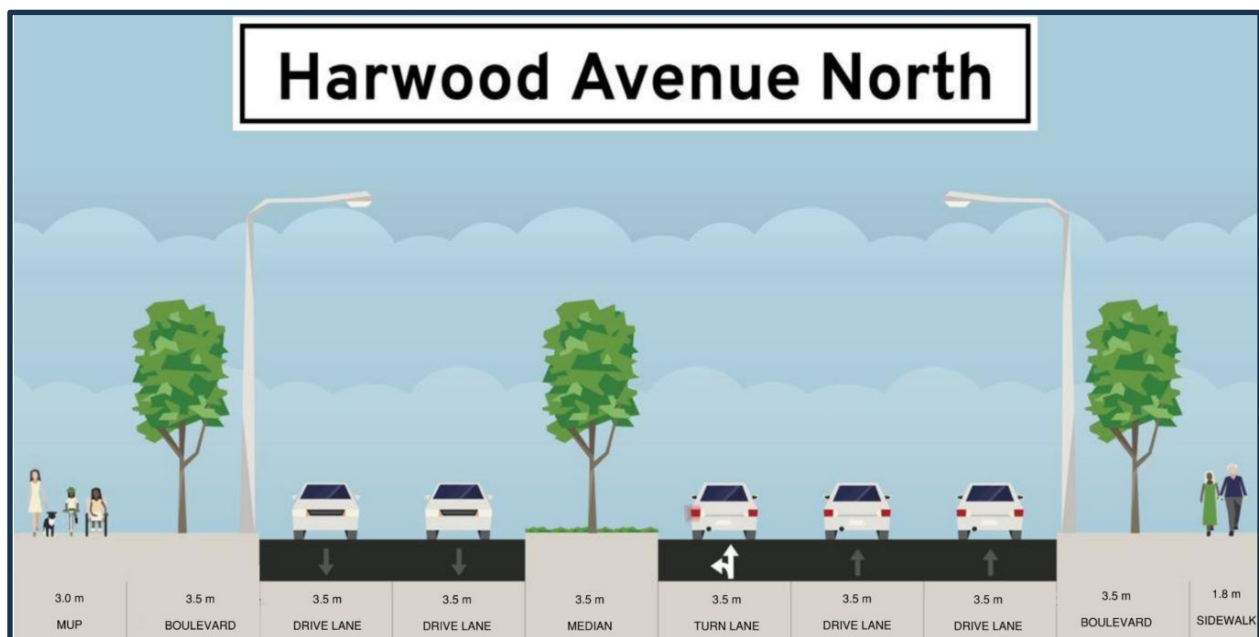 Harwood Avenue North
3.0 m
MUP
3.5 m
BOULEVARD
3.5 m
DRIVE LANE
3.5 m
DRIVE LANE
3.5 m
MEDIAN
3.5 m
TURN LANE
3.5 m
DRIVE LANE
3.5 m
DRIVE LANE
3.5 m
BOULEVARD
1.8 m
SIDEWALK